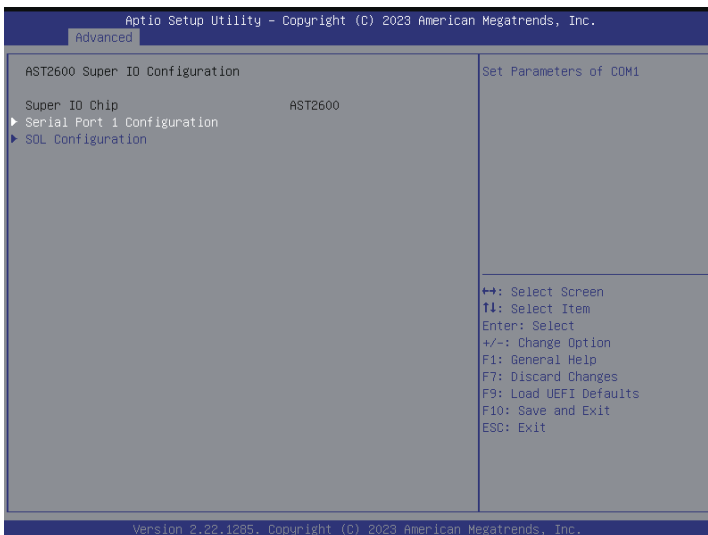 Aptio Setup Utility – Copyright (C) 2023 American Megatrends, Inc.
Advanced
AST2600 Super IO Configuration
Super IO Chip AST2600
▶ Serial Port 1 Configuration
▶ SOL Configuration
Set Parameters of COM1
↔: Select Screen
↑↓: Select Item
Enter: Select
+/-: Change Option
F1: General Help
F7: Discard Changes
F9: Load UEFI Defaults
F10: Save and Exit
ESC: Exit
Version 2.22.1285. Copyright (C) 2023 American Megatrends, Inc.